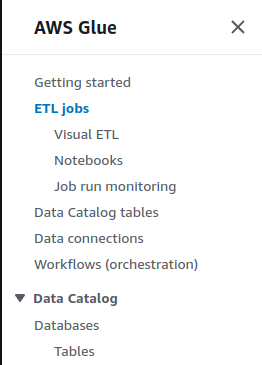 AWS Glue
Getting started
ETL jobs
Visual ETL
Notebooks
Job run monitoring
Data Catalog tables
Data connections
Workflows (orchestration)
Data Catalog
Databases
Tables